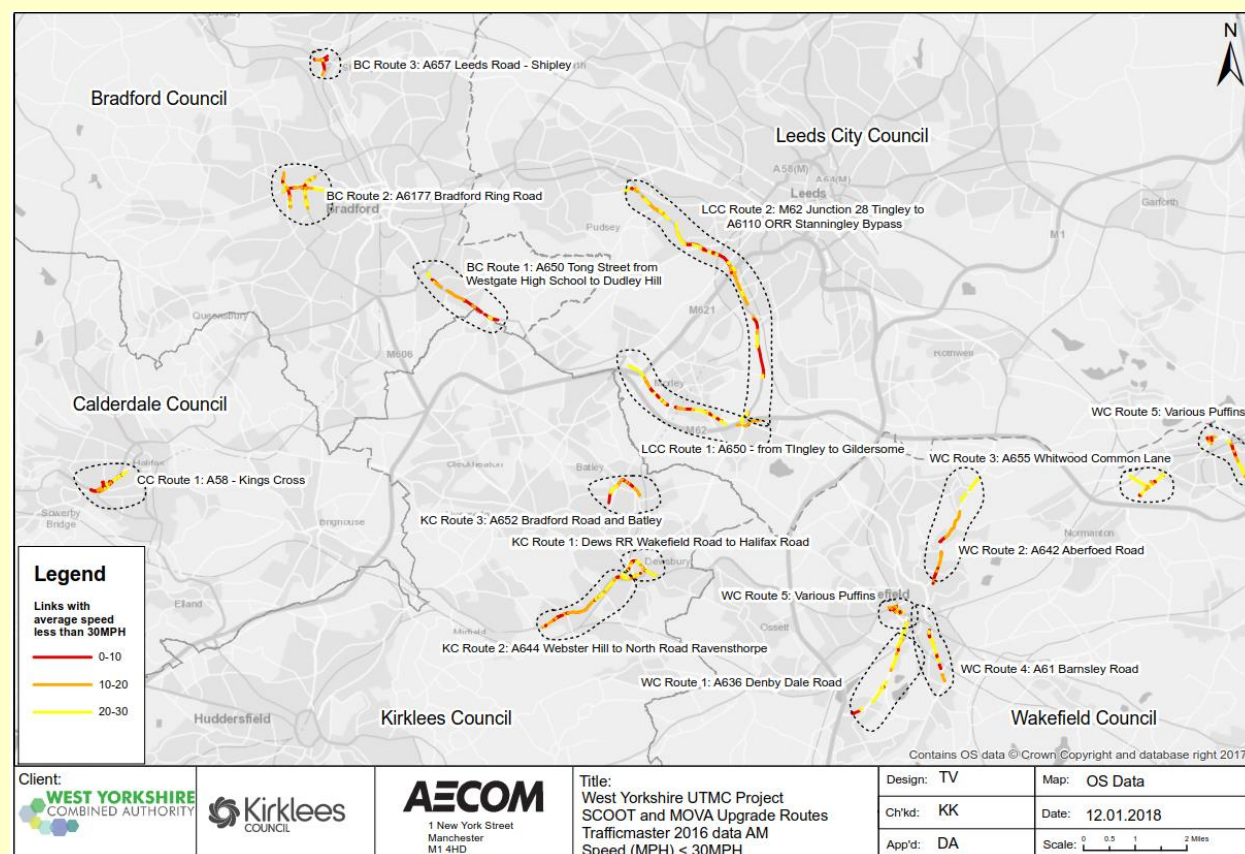 N
BC Route 3: A657 Leeds Road - Shipley
Bradford Council
Leeds City Council
A58(M)
A64(M)
Leeds
Garforth
BC Route 2: A6177 Bradford Ring Road
Bradford
LCC Route 2: M62 Junction 28 Tingley to
A6110 ORR Stanningley Bypass
Pudsey
M1
BC Route 1: A650 Tong Street from
Westgate High School to Dudley Hill
M621
Queensbury
M606
Rothwell
Morley
Calderdale Council
WC Route 5: Various Puffins
M62
LCC Route 1: A650 - from TIngley to Gildersome
WC Route 3: A655 Whitwood Common Lane
Halifax
Cleckheaton
Batley
CC Route 1: A58 - Kings Cross
Sowerby
Bridge
Brighouse
KC Route 3: A652 Bradford Road and Batley
Normanton
KC Route 1: Dews RR Wakefield Road to Halifax Road
WC Route 2: A642 Aberfoed Road
Dewsbury
Legend
Links with
average speed
less than 30MPH
0-10
10-20
20-30
Elland
WC Route 5: Various Puffins
efield
Mirfield
Ossett
KC Route 2: A644 Webster Hill to North Road Ravensthorpe
WC Route 4: A61 Barnsley Road
WC Route 1: A636 Denby Dale Road
Huddersfield
Kirklees Council
Wakefield Council
Contains OS data © Crown Copyright and database right 2017
Client:
WEST YORKSHIRE
COMBINED AUTHORITY
Kirklees
COUNCIL
AECOM
1 New York Street
Manchester
M1 4HD
Title:
West Yorkshire UTMC Project
SCOOT and MOVA Upgrade Routes
Trafficmaster 2016 data AM
Speed (MPH) < 30MPH
Design: TV
Map: OS Data
Ch'kd: KK
Date: 12.01.2018
App'd: DA
Scale: 0 0.5 1 2 Miles